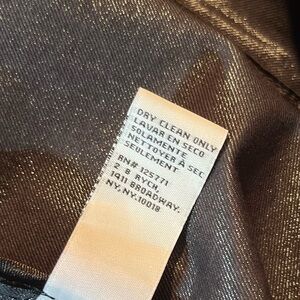 DRY CLEAN ONLY
LAVAR EN SECO
SOLAMENTE
NETTOYER À SEC
SEULEMENT
RN# 125771
2 B RYCH,
1411 BROADWAY,
NY, NY. 10018